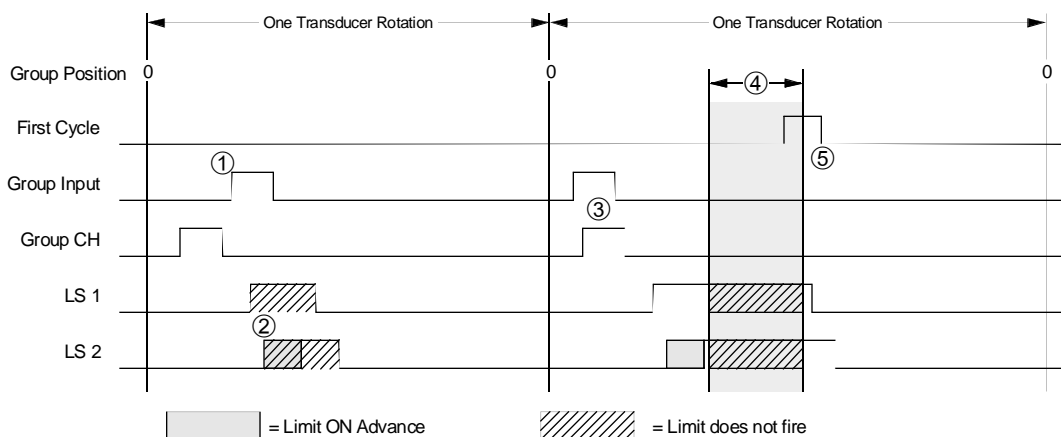 One Transducer Rotation One Transducer Rotation
Group Position 0 0 0
④
First Cycle
⑤
①
Group Input
③
Group CH
LS 1
②
LS 2
= Limit ON Advance = Limit does not fire